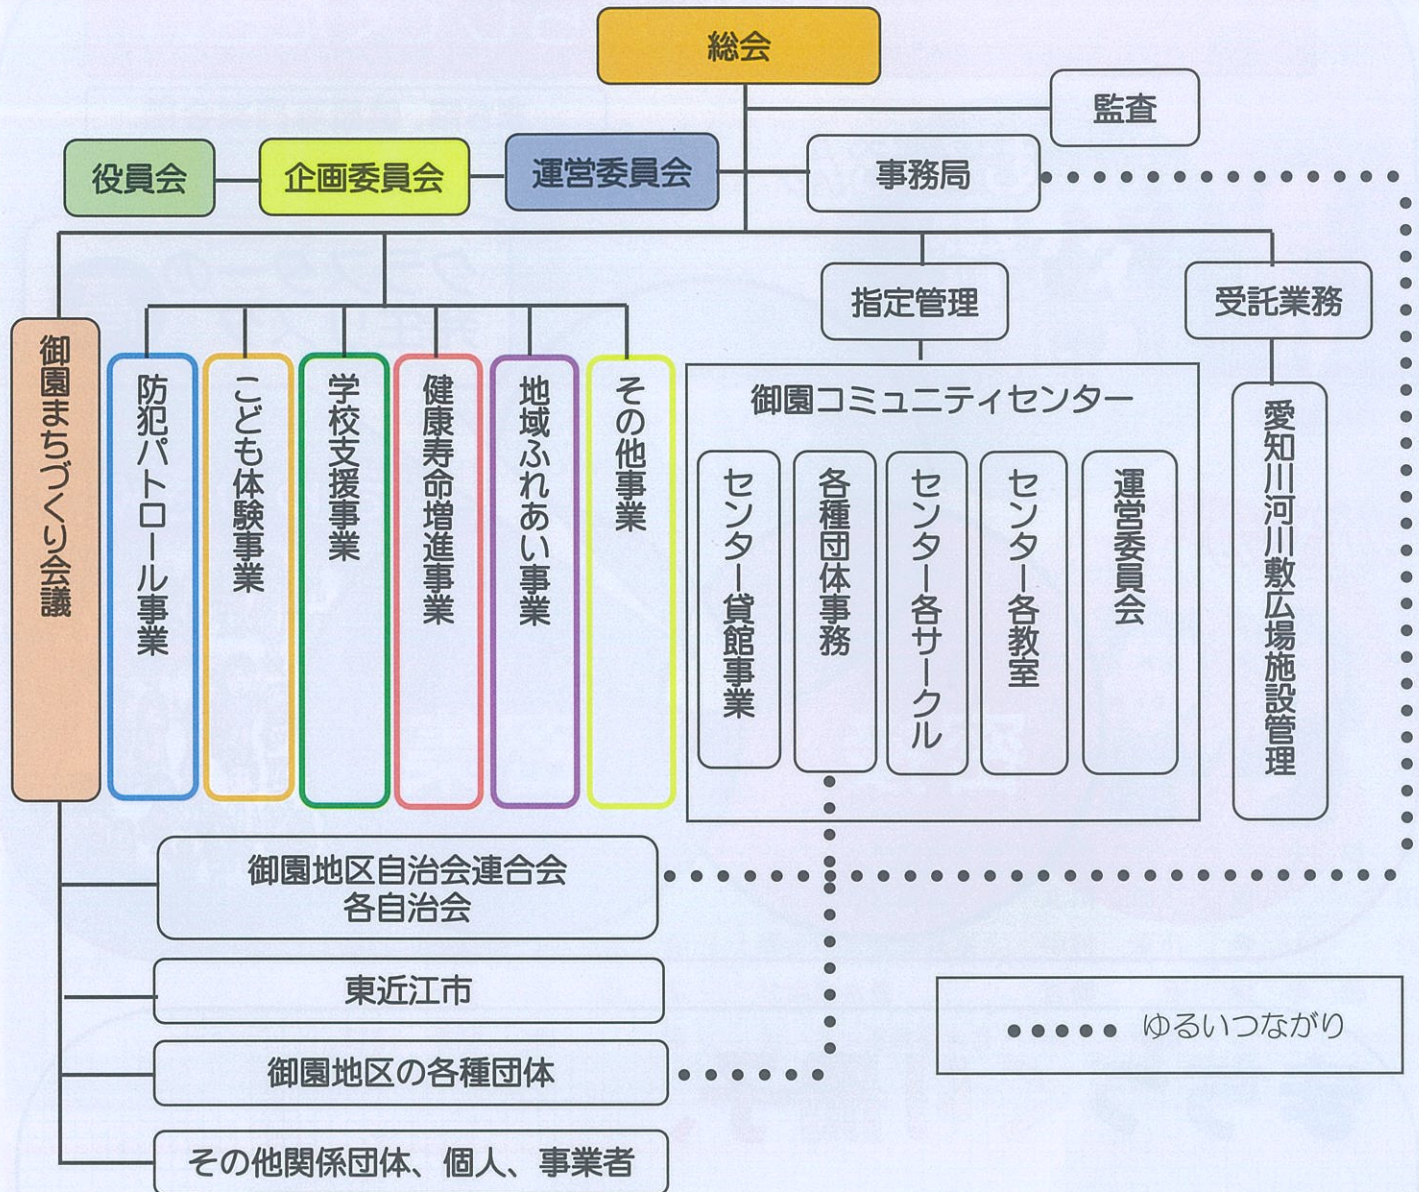 総会
監査
役員会
企画委員会
運営委員会
事務局
指定管理
受託業務
御園まちづくり会議
防犯パトロール事業
こども体験事業
学校支援事業
健康寿命増進事業
地域ふれあい事業
その他事業
御園コミュニティセンター
センター貸館事業
各種団体事務
センター各サークル
センター各教室
運営委員会
愛知川河川敷広場施設管理
御園地区自治会連合会
各自治会
東近江市
御園地区の各種団体
その他関係団体、個人、事業者
ゆるいつながり